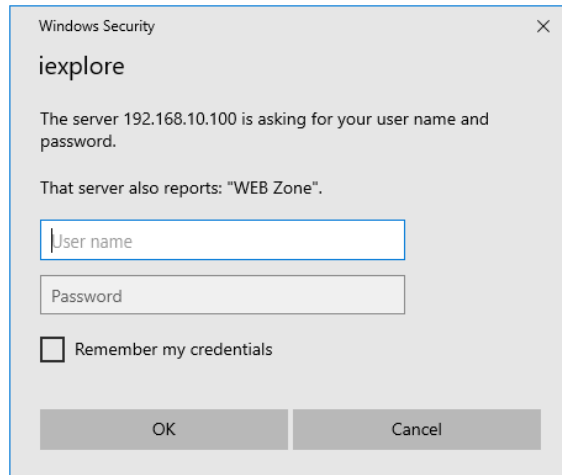 Windows Security
iexplore
The server 192.168.10.100 is asking for your user name and
password.
That server also reports: "WEB Zone".
User name
Password
Remember my credentials
OK
Cancel